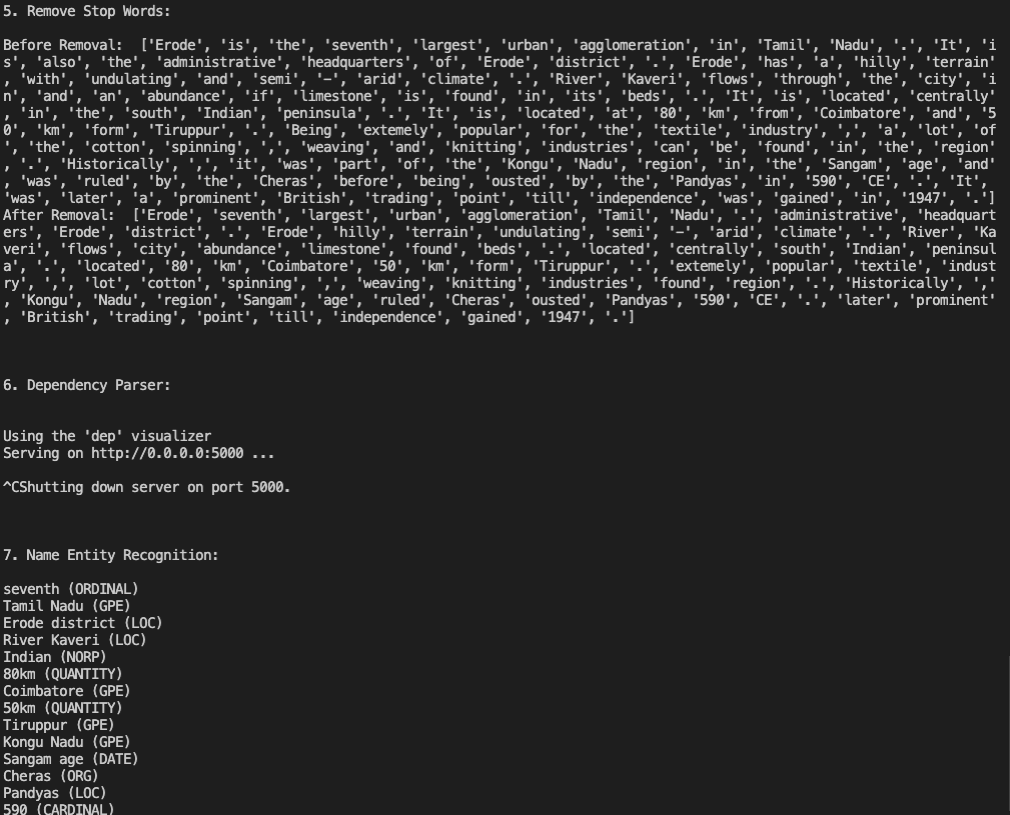 5. Remove Stop Words:
Before Removal:  ['Erode', 'is', 'the', 'seventh', 'largest', 'urban', 'agglomeration', 'in', 'Tamil', 'Nadu', '.', 'It', 'i
s', 'also', 'the', 'administrative', 'headquarters', 'of', 'Erode', 'district', '.', 'Erode', 'has', 'a', 'hilly', 'terrain'
, 'with', 'undulating', 'and', 'semi', '-', 'arid', 'climate', '.', 'River', 'Kaveri', 'flows', 'through', 'the', 'city', 'i
n', 'and', 'an', 'abundance', 'if', 'limestone', 'is', 'found', 'in', 'its', 'beds', '.', 'It', 'is', 'located', 'centrally'
, 'in', 'the', 'south', 'Indian', 'peninsula', '.', 'It', 'is', 'located', 'at', '80', 'km', 'from', 'Coimbatore', 'and', '5
0', 'km', 'form', 'Tiruppur', '.', 'Being', 'extemely', 'popular', 'for', 'the', 'textile', 'industry', ',', 'a', 'lot', 'of
', 'the', 'cotton', 'spinning', ',', 'weaving', 'and', 'knitting', 'industries', 'can', 'be', 'found', 'in', 'the', 'region'
, '.', 'Historically', ',', 'it', 'was', 'part', 'of', 'the', 'Kongu', 'Nadu', 'region', 'in', 'the', 'Sangam', 'age', 'and'
, 'was', 'ruled', 'by', 'the', 'Cheras', 'before', 'being', 'ousted', 'by', 'the', 'Pandyas', 'in', '590', 'CE', '.', 'It',
'was', 'later', 'a', 'prominent', 'British', 'trading', 'point', 'till', 'independence', 'was', 'gained', 'in', '1947', '.']
After Removal:  ['Erode', 'seventh', 'largest', 'urban', 'agglomeration', 'Tamil', 'Nadu', '.', 'administrative', 'headquart
ers', 'Erode', 'district', '.', 'Erode', 'hilly', 'terrain', 'undulating', 'semi', '-', 'arid', 'climate', '.', 'River', 'Ka
veri', 'flows', 'city', 'abundance', 'limestone', 'found', 'beds', '.', 'located', 'centrally', 'south', 'Indian', 'peninsul
a', '.', 'located', '80', 'km', 'Coimbatore', '50', 'km', 'form', 'Tiruppur', '.', 'extemely', 'popular', 'textile', 'indust
ry', ',', 'lot', 'cotton', 'spinning', ',', 'weaving', 'knitting', 'industries', 'found', 'region', '.', 'Historically', ','
, 'Kongu', 'Nadu', 'region', 'Sangam', 'age', 'ruled', 'Cheras', 'ousted', 'Pandyas', '590', 'CE', '.', 'later', 'prominent'
, 'British', 'trading', 'point', 'till', 'independence', 'gained', '1947', '.']
6. Dependency Parser:
Using the 'dep' visualizer
Serving on http://0.0.0.0:5000 ...
^CShutting down server on port 5000.
7. Name Entity Recognition:
seventh (ORDINAL)
Tamil Nadu (GPE)
Erode district (LOC)
River Kaveri (LOC)
Indian (NORP)
80km (QUANTITY)
Coimbatore (GPE)
50km (QUANTITY)
Tiruppur (GPE)
Kongu Nadu (GPE)
Sangam age (DATE)
Cheras (ORG)
Pandyas (LOC)
590 (CARDINAL)